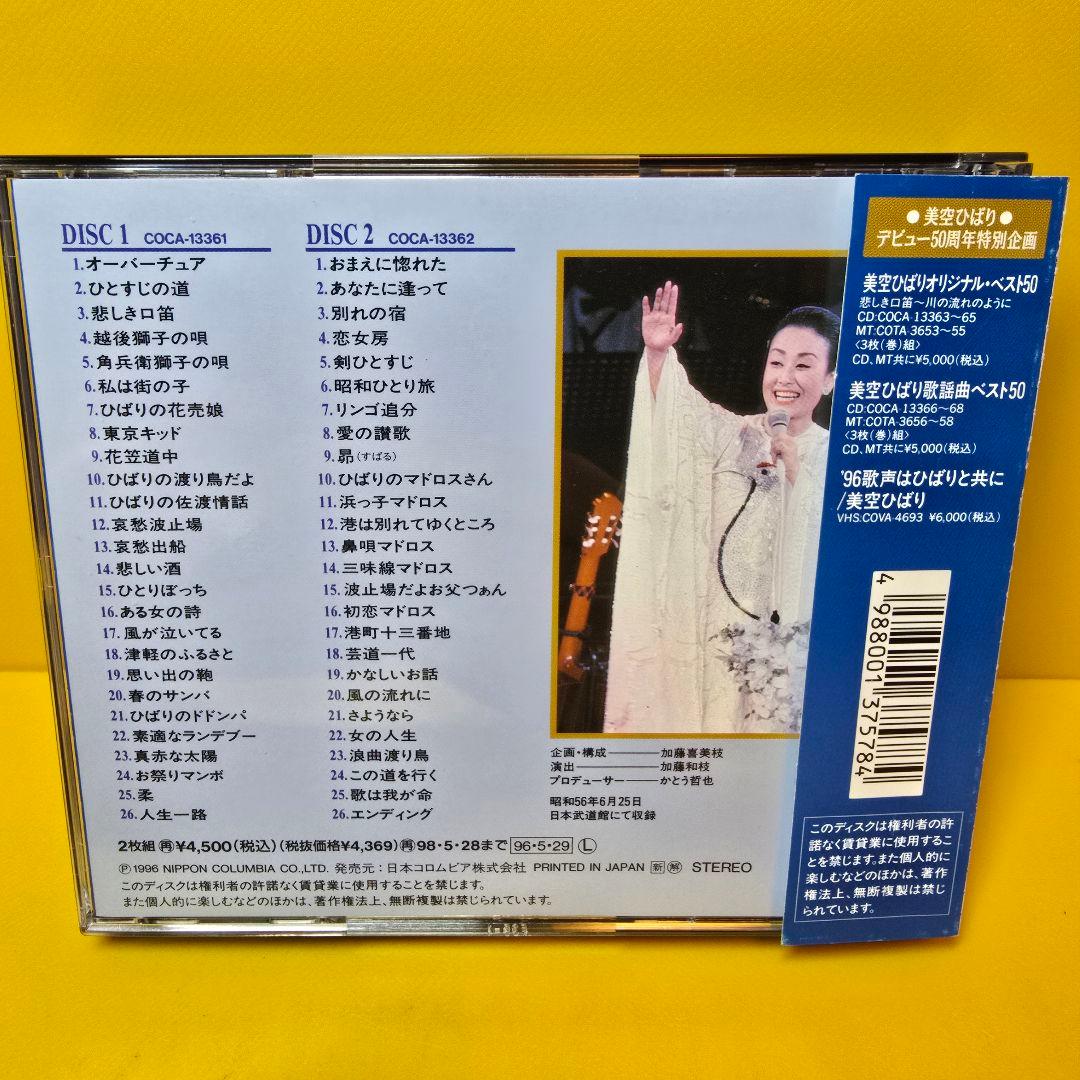 DISC 1 COCA-13361
1.オーバーチュア
2.ひとすじの道
3.悲しき口笛
4.越後獅子の唄
5.角兵衛獅子の唄
6.私は街の子
7.ひばりの花売娘
8.東京キッド
9.花笠道中
10.ひばりの渡り鳥だよ
11.ひばりの佐渡情話
12.哀愁波止場
13.哀愁出船
14.悲しい酒
15.ひとりぼっち
16.ある女の詩
17.風が泣いてる
18.津軽のふるさと
19.思い出の鞄
20.春のサンバ
21.ひばりのドドンパ
22.素適なランデブー
23.真赤な太陽
24.お祭りマンボ
25.柔
26.人生一路
DISC 2 COCA-13362
1.おまえに惚れた
2.あなたに逢って
3.別れの宿
4.恋女房
5.剣ひとすじ
6.昭和ひとり旅
7.リンゴ追分
8.愛の讃歌
9.昴(すばる)
10.ひばりのマドロスさん
11.浜っ子マドロス
12.港は別れてゆくところ
13.鼻唄マドロス
14.三味線マドロス
15.波止場だよお父つぁん
16.初恋マドロス
17.港町十三番地
18.芸道一代
19.かなしいお話
20.風の流れに
21.さようなら
22.女の人生
23.浪曲渡り鳥
24.この道を行く
25.歌は我が命
26.エンディング
企画・構成―――加藤喜美枝
演出―――加藤和枝
プロデューサー―――かとう哲也
昭和56年6月25日
日本武道館にて収録
2枚組 再¥4,500(税込)(税抜価格¥4,369)再98・5・28まで 96・5・29 Ⓛ
Ⓟ1996 NIPPON COLUMBIA CO.,LTD. 発売元:日本コロムビア株式会社 PRINTED IN JAPAN 新 解 STEREO
このディスクは権利者の許諾なく賃貸業に使用することを禁じます。
また個人的に楽しむなどのほかは、著作権法上、無断複製は禁じられています。
●美空ひばり●
デビュー50周年特別企画
美空ひばりオリジナル・ベスト50
悲しき口笛～川の流れのように
CD:COCA-13363～65
MT:COTA-3653～55
〈3枚(巻)組〉
CD、MT共に¥5,000(税込)
美空ひばり歌謡曲ベスト50
CD:COCA-13366～68
MT:COTA-3656～58
〈3枚(巻)組〉
CD、MT共に¥5,000(税込)
'96歌声はひばりと共に
/美空ひばり
VHS:COVA-4693 ¥6,000(税込)
4 988001 375784
このディスクは権利者の許
諾なく賃貸業に使用するこ
とを禁じます。また個人的に
楽しむなどのほかは、著作
権法上、無断複製は禁じ
られています。